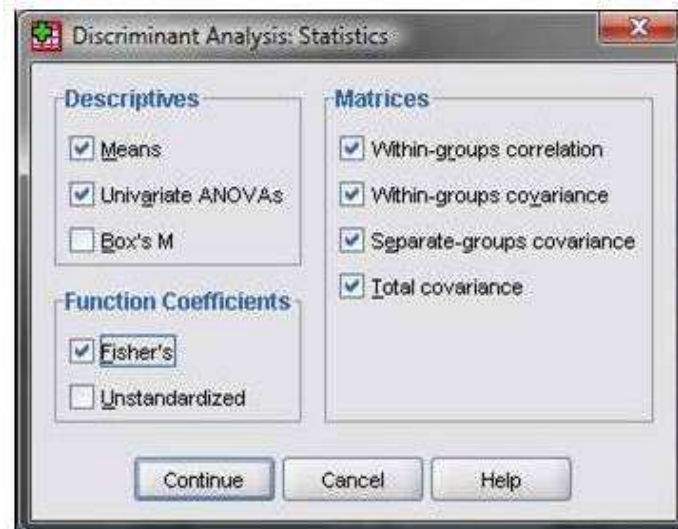 Discriminant Analysis: Statistics
Descriptives
Means
Univariate ANOVAs
Box's M
Function Coefficients
Fisher's
Unstandardized
Matrices
Within-groups correlation
Within-groups covariance
Separate-groups covariance
Total covariance
Continue
Cancel
Help